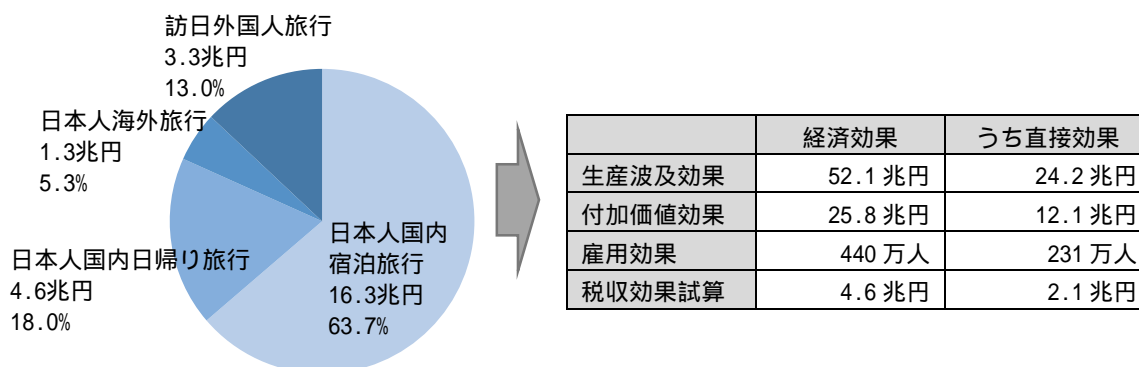 訪日外国人旅行
3.3兆円
13.0%
日本人海外旅行
1.3兆円
5.3%
日本人国内日帰り旅行
4.6兆円
18.0%
日本人国内
宿泊旅行
16.3兆円
63.7%
経済効果 うち直接効果
生産波及効果 52.1 兆円 24.2 兆円
付加価値効果 25.8 兆円 12.1 兆円
雇用効果 440 万人 231 万人
税収効果試算 4.6 兆円 2.1 兆円